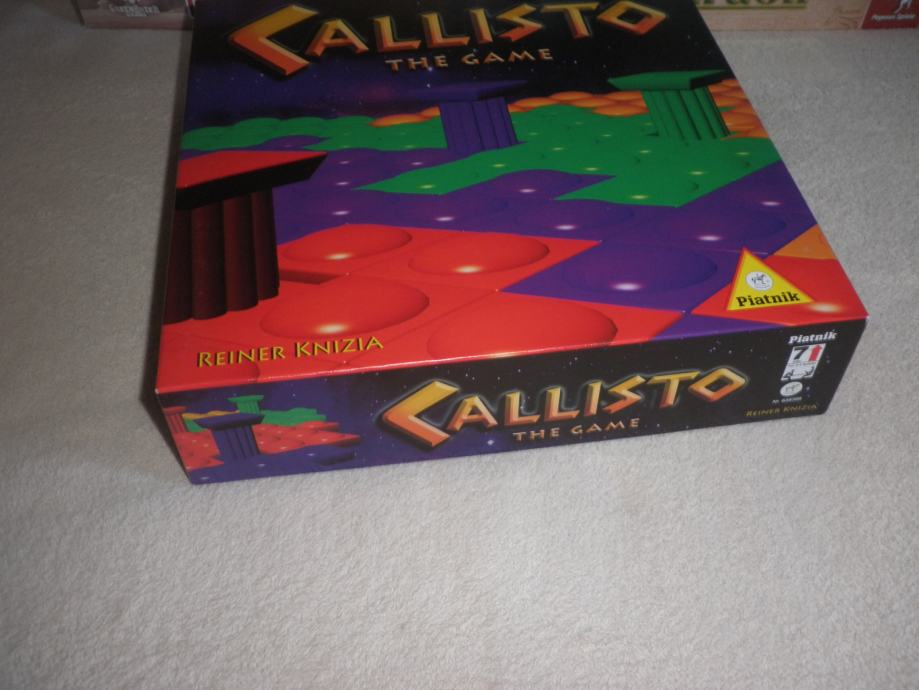 CALLISTO
THE GAME
Piatnik
REINER KNIZIA
Piatnik
CALLISTO
THE GAME
REINER KNIZIA